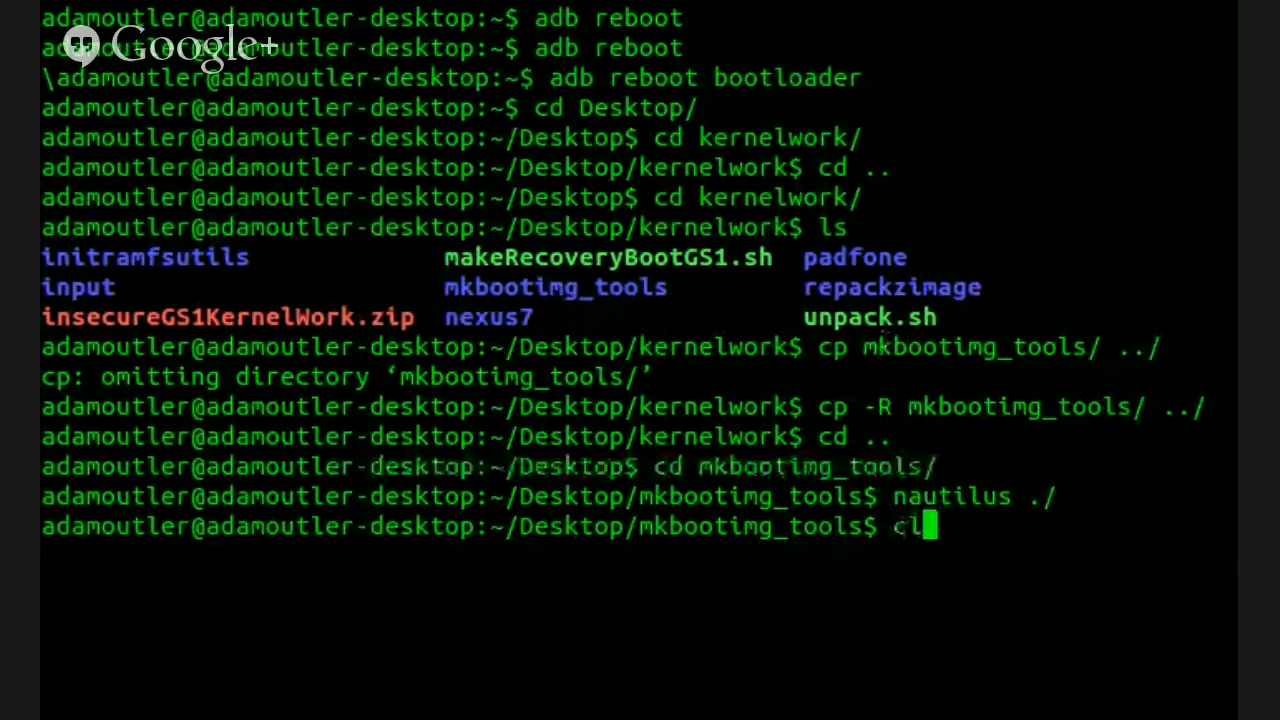 adamoutler@adamoutler-desktop:~$ adb reboot
Google+
adamoutler@adamoutler-desktop:~$ adb reboot
\adamoutler@adamoutler-desktop:~$ adb reboot bootloader
adamoutler@adamoutler-desktop:~$ cd Desktop/
adamoutler@adamoutler-desktop:~/Desktop$ cd kernelwork/
adamoutler@adamoutler-desktop:~/Desktop/kernelwork$ cd ..
adamoutler@adamoutler-desktop:~/Desktop$ cd kernelwork/
adamoutler@adamoutler-desktop:~/Desktop/kernelwork$ ls
initramfsutils makeRecoveryBootGS1.sh padfone
input mkbootimg_tools repackzimage
insecureGS1KernelWork.zip nexus7 unpack.sh
adamoutler@adamoutler-desktop:~/Desktop/kernelwork$ cp mkbootimg_tools/ ../
cp: omitting directory ‘mkbootimg_tools/’
adamoutler@adamoutler-desktop:~/Desktop/kernelwork$ cp -R mkbootimg_tools/ ../
adamoutler@adamoutler-desktop:~/Desktop/kernelwork$ cd ..
adamoutler@adamoutler-desktop:~/Desktop$ cd mkbootimg_tools/
adamoutler@adamoutler-desktop:~/Desktop/mkbootimg_tools$ nautilus ./
adamoutler@adamoutler-desktop:~/Desktop/mkbootimg_tools$ cl